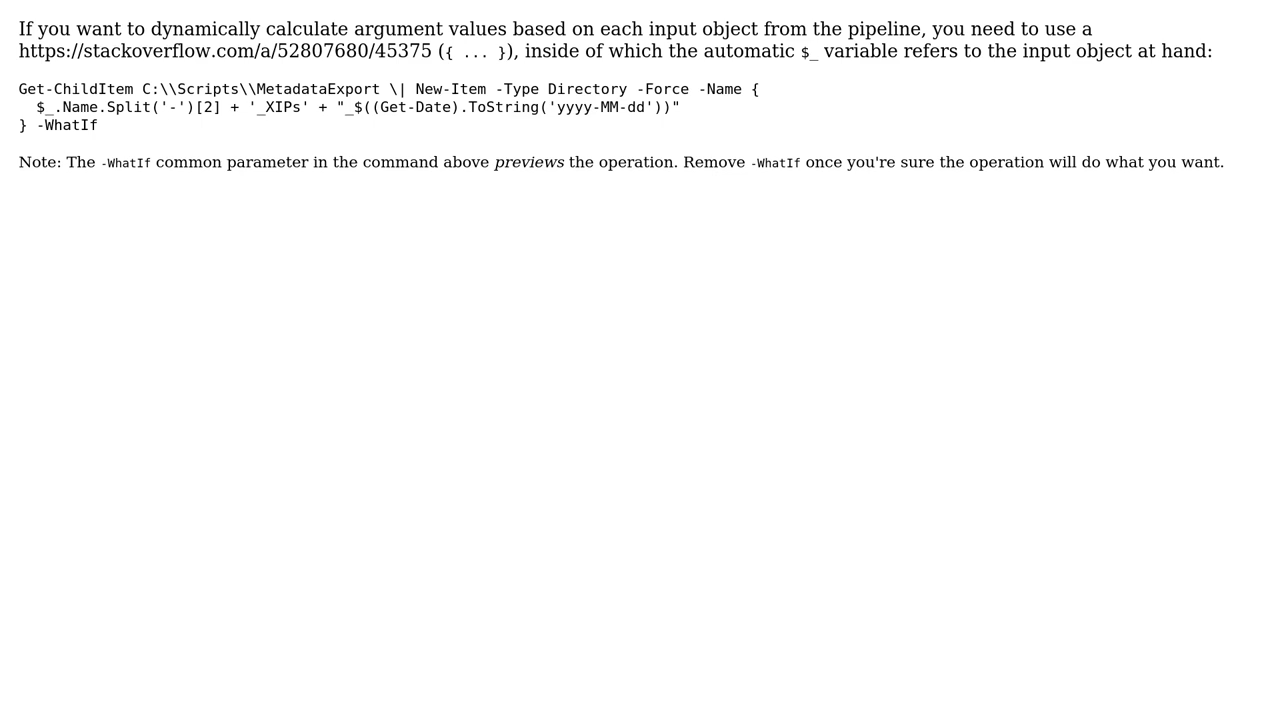 If you want to dynamically calculate argument values based on each input object from the pipeline, you need to use a
https://stackoverflow.com/a/52807680/45375 ({ ... }), inside of which the automatic $_ variable refers to the input object at hand:
Get-ChildItem C:\\Scripts\\MetadataExport \| New-Item -Type Directory -Force -Name {
  $_.Name.Split('-')[2] + '_XIPs' + "_$((Get-Date).ToString('yyyy-MM-dd'))"
} -WhatIf
Note: The -WhatIf common parameter in the command above previews the operation. Remove -WhatIf once you're sure the operation will do what you want.